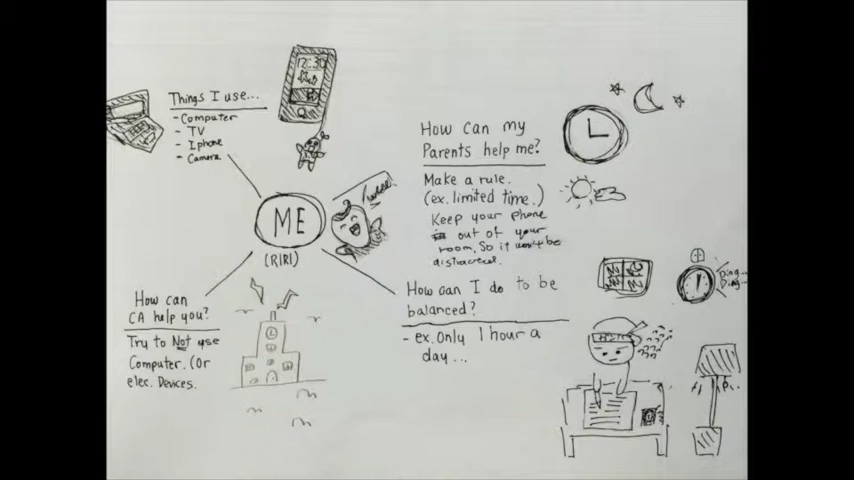 Things I use...
- Computer
- TV
- Iphone
- Camera
12:30
ME
(RIRI)
whee!
How can my
Parents help me?
Make a rule.
(ex. limited time.)
Keep your phone
out of your
room, So it won't be
distracted.
How can
CA help you?
Try to Not use
Computer. (Or
elec. Devices.
How can I do to be
balanced?
- ex. Only 1 hour a
day...
Ding..
Ding..